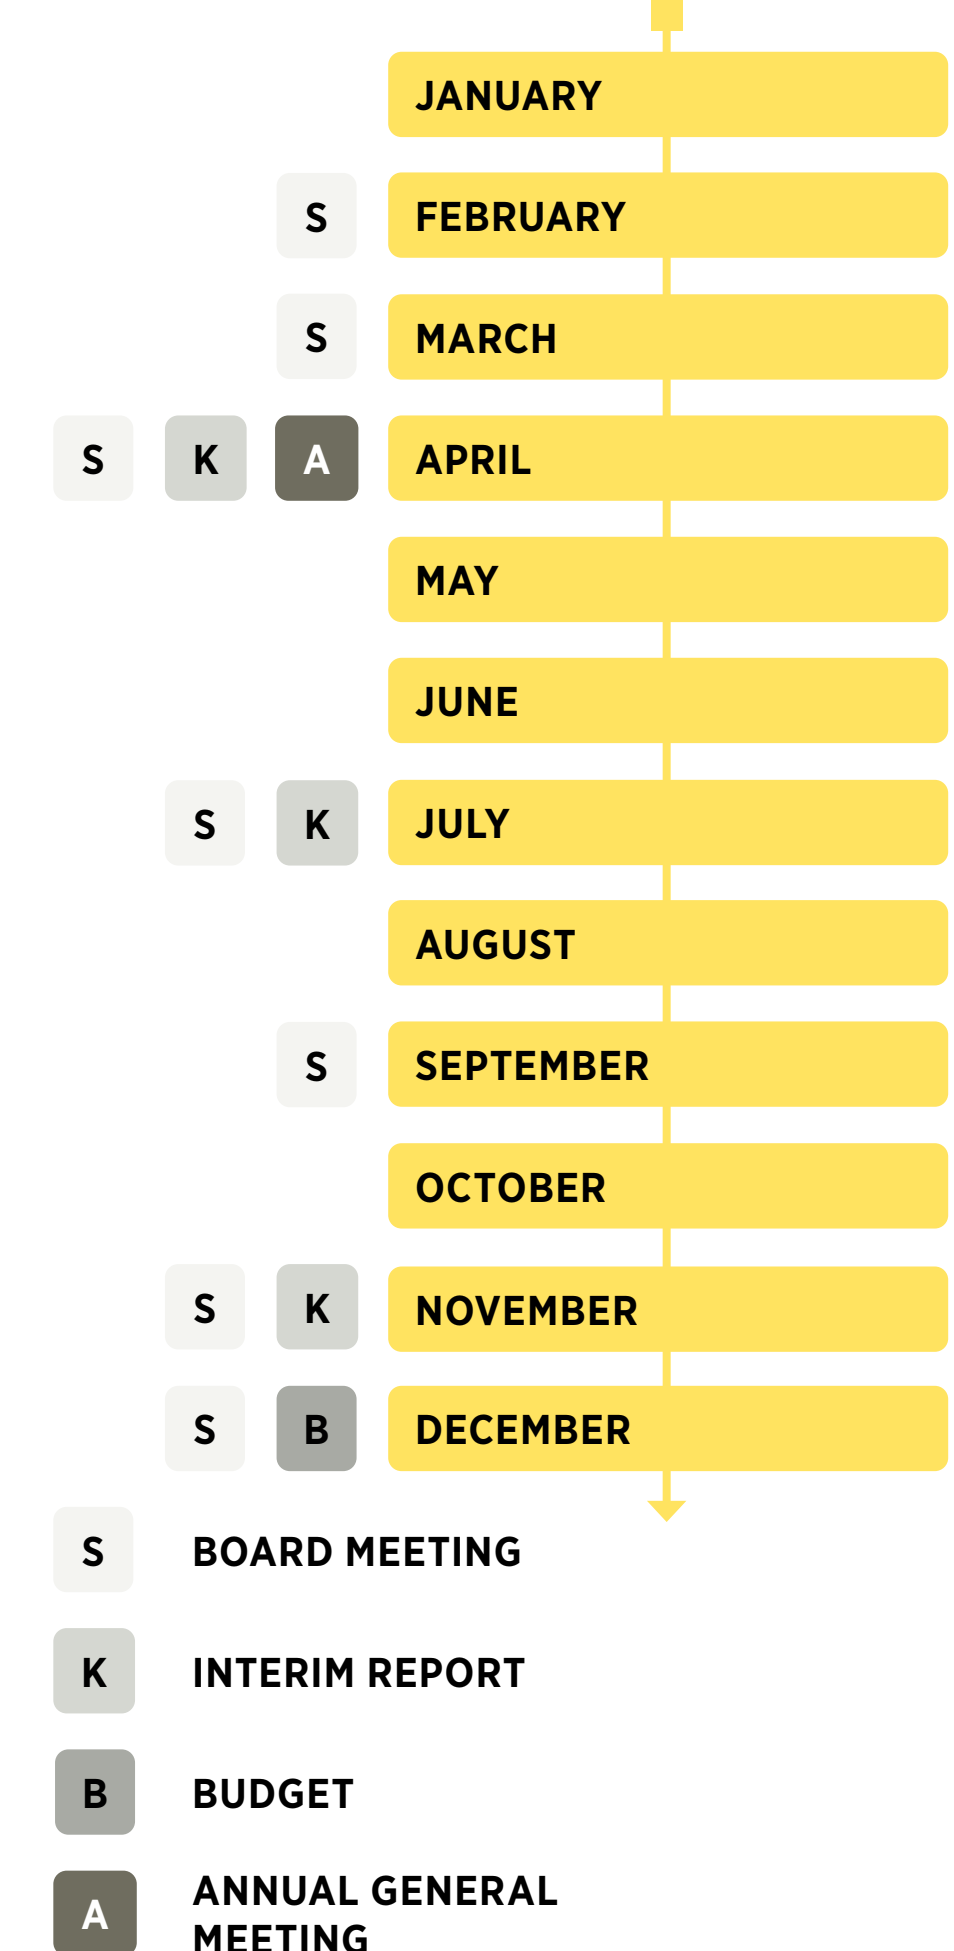 JANUARY
S FEBRUARY
S MARCH
S K A APRIL
MAY
JUNE
S K JULY
AUGUST
S SEPTEMBER
OCTOBER
S K NOVEMBER
S B DECEMBER
S BOARD MEETING
K INTERIM REPORT
B BUDGET
A ANNUAL GENERAL
MEETING